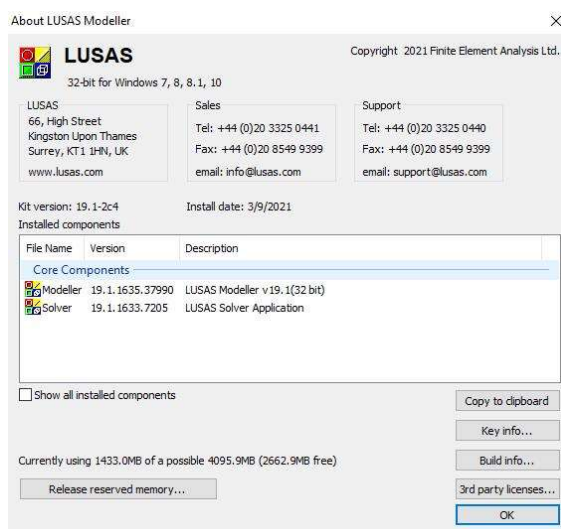 About LUSAS Modeller
LUSAS
Copyright 2021 Finite Element Analysis Ltd.
32-bit for Windows 7, 8, 8.1, 10
LUSAS
66, High Street
Kingston Upon Thames
Surrey, KT1 1HN, UK
www.lusas.com
Sales
Tel: +44 (0)20 3325 0441
Fax: +44 (0)20 8549 9399
email: info@lusas.com
Support
Tel: +44 (0)20 3325 0440
Fax: +44 (0)20 8549 9399
email: support@lusas.com
Kit version: 19.1-2c4 Install date: 3/9/2021
Installed components
File Name Version Description
Core Components
Modeller 19.1.1635.37990 LUSAS Modeller v19.1(32 bit)
Solver 19.1.1633.7205 LUSAS Solver Application
Show all installed components
Copy to clipboard
Key info...
Currently using 1433.0MB of a possible 4095.9MB (2662.9MB free)
Build info...
Release reserved memory...
3rd party licenses...
OK